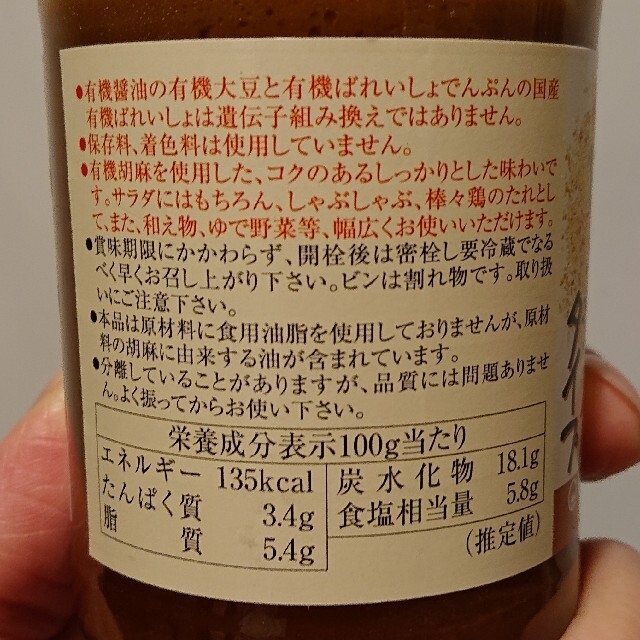 ●有機醤油の有機大豆と有機ばれいしょでんぷんの国産
有機ばれいしょは遺伝子組み換えではありません。
●保存料、着色料は使用していません。
●有機胡麻を使用した、コクのあるしっかりとした味わいで
す。サラダにはもちろん、しゃぶしゃぶ、棒々鶏のたれとし
て、また、和え物、ゆで野菜等、幅広くお使いいただけます。
●賞味期限にかかわらず、開栓後は密栓し要冷蔵でなる
べく早くお召し上がり下さい。ビンは割れ物です。取り扱
いにご注意下さい。
●本品は原材料に食用油脂を使用しておりませんが、原材
料の胡麻に由来する油が含まれています。
●分離していることがありますが、品質には問題ありませ
ん。よく振ってからお使い下さい。
栄養成分表示100g当たり
エネルギー 135kcal
たんぱく質 3.4g
脂質 5.4g
炭水化物 18.1g
食塩相当量 5.8g
(推定値)